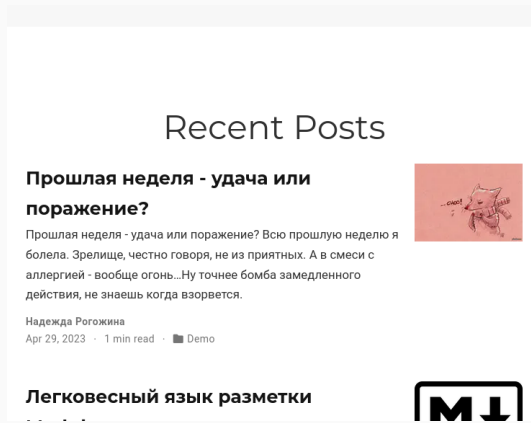 Recent Posts
Прошлая неделя - удача или
поражение?
Прошлая неделя - удача или поражение? Всю прошлую неделю я
болела. Зрелище, честно говоря, не из приятных. А в смеси с
аллергией - вообще огонь…Ну точнее бомба замедленного
действия, не знаешь когда взорвется.
Надежда Рогожина
Apr 29, 2023 · 1 min read · Demo
Легковесный язык разметки